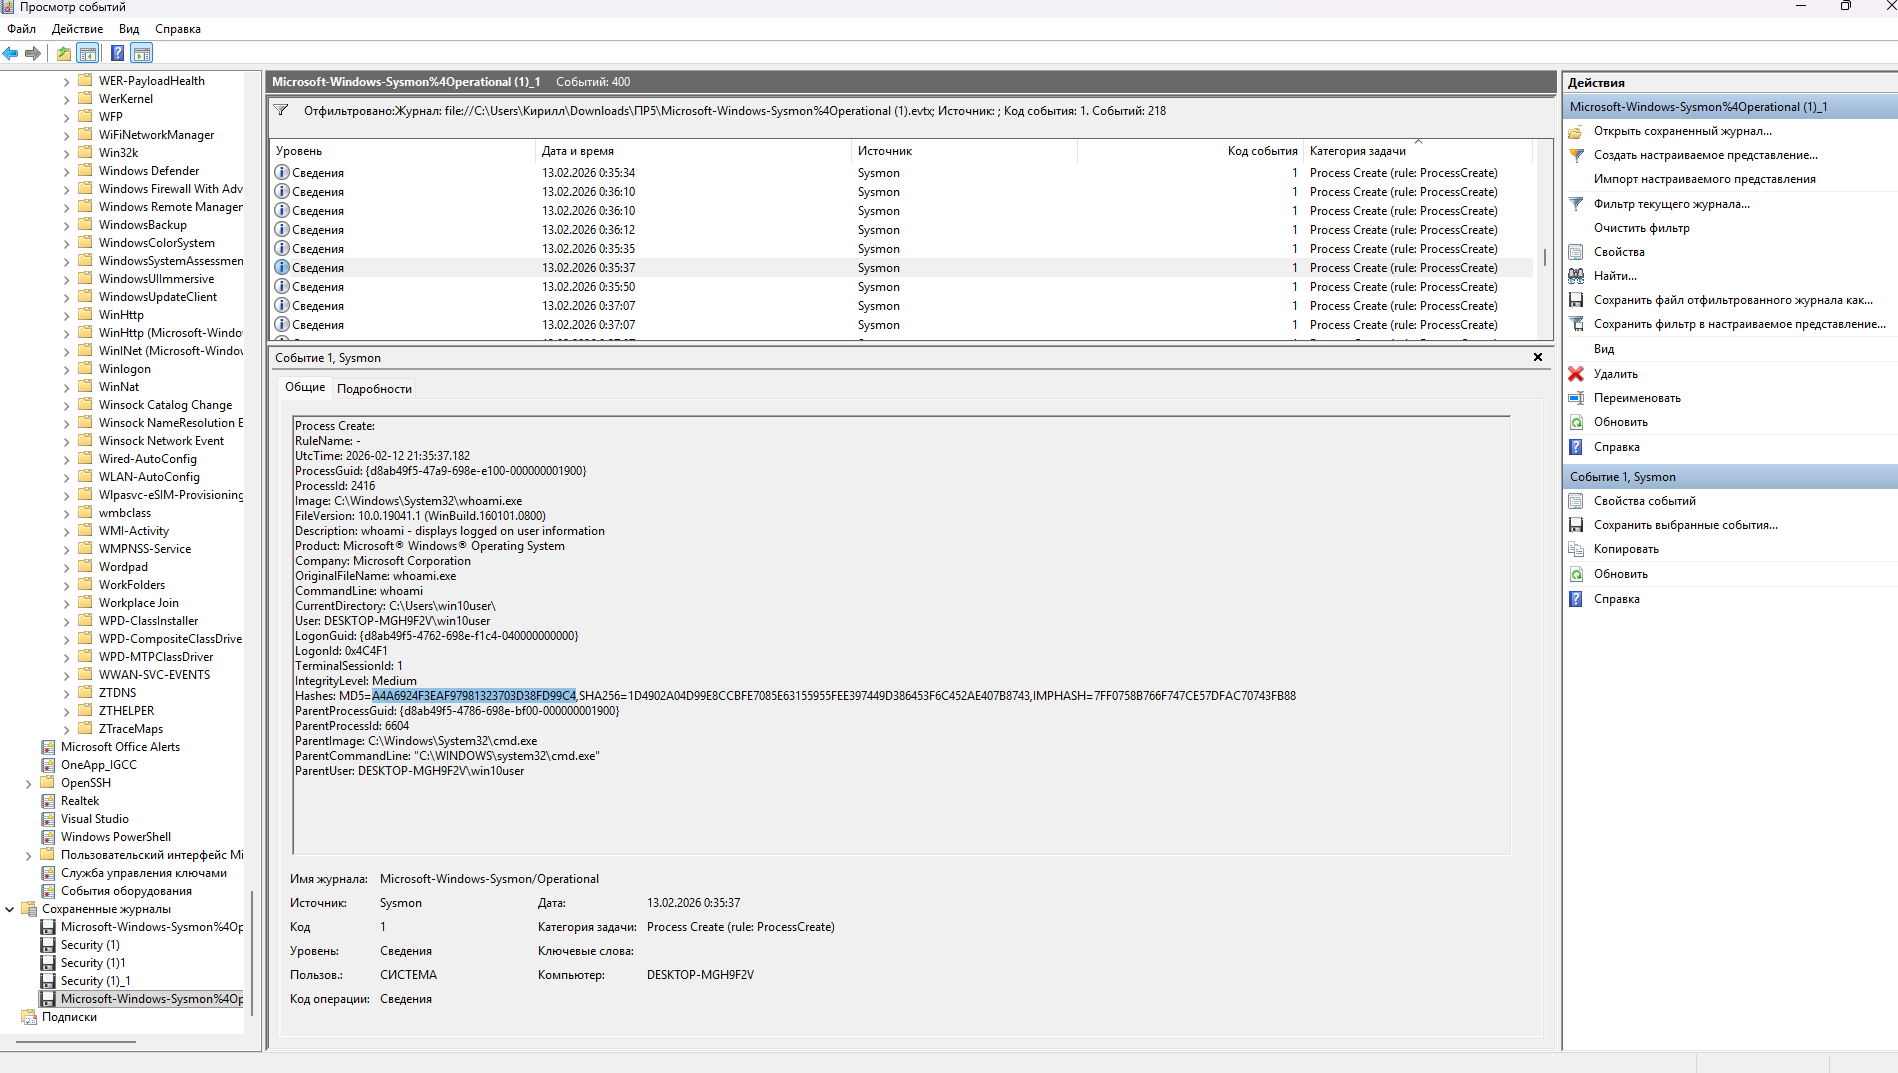 Просмотр событий
Файл Действие Вид Справка
WER-PayloadHealth
WerKernel
WFP
WiFiNetworkManager
Win32k
Windows Defender
Windows Firewall With Adv
Windows Remote Manager
WindowsBackup
WindowsColorSystem
WindowsSystemAssessmen
WindowsUIImmersive
WindowsUpdateClient
WinHttp
WinHttp (Microsoft-Windo
WinINet (Microsoft-Windov
Winlogon
WinNat
Winsock Catalog Change
Winsock NameResolution E
Winsock Network Event
Wired-AutoConfig
WLAN-AutoConfig
Wlpasvc-eSIM-Provisioning
wmbclass
WMI-Activity
WMPNSS-Service
Wordpad
WorkFolders
Workplace Join
WPD-ClassInstaller
WPD-CompositeClassDrive
WPD-MTPClassDriver
WWAN-SVC-EVENTS
ZTDNS
ZTHELPER
ZTraceMaps
Microsoft Office Alerts
OneApp_IGCC
OpenSSH
Realtek
Visual Studio
Windows PowerShell
Пользовательский интерфейс Mi
Служба управления ключами
События оборудования
Сохраненные журналы
Microsoft-Windows-Sysmon%4Op
Security (1)
Security (1)1
Security (1)_1
Microsoft-Windows-Sysmon%4Op
Подписки
Microsoft-Windows-Sysmon%4Operational (1)_1 Событий: 400
Отфильтровано:Журнал: file://C:\Users\Кирилл\Downloads\ПР5\Microsoft-Windows-Sysmon%4Operational (1).evtx; Источник: ; Код события: 1. Событий: 218
Уровень Дата и время Источник Код события Категория задачи
Сведения 13.02.2026 0:35:34 Sysmon 1 Process Create (rule: ProcessCreate)
Сведения 13.02.2026 0:36:10 Sysmon 1 Process Create (rule: ProcessCreate)
Сведения 13.02.2026 0:36:10 Sysmon 1 Process Create (rule: ProcessCreate)
Сведения 13.02.2026 0:36:12 Sysmon 1 Process Create (rule: ProcessCreate)
Сведения 13.02.2026 0:35:35 Sysmon 1 Process Create (rule: ProcessCreate)
Сведения 13.02.2026 0:35:37 Sysmon 1 Process Create (rule: ProcessCreate)
Сведения 13.02.2026 0:35:50 Sysmon 1 Process Create (rule: ProcessCreate)
Сведения 13.02.2026 0:37:07 Sysmon 1 Process Create (rule: ProcessCreate)
Сведения 13.02.2026 0:37:07 Sysmon 1 Process Create (rule: ProcessCreate)
Событие 1, Sysmon
Общие Подробности
Process Create:
RuleName: -
UtcTime: 2026-02-12 21:35:37.182
ProcessGuid: {d8ab49f5-47a9-698e-e100-000000001900}
ProcessId: 2416
Image: C:\Windows\System32\whoami.exe
FileVersion: 10.0.19041.1 (WinBuild.160101.0800)
Description: whoami - displays logged on user information
Product: Microsoft® Windows® Operating System
Company: Microsoft Corporation
OriginalFileName: whoami.exe
CommandLine: whoami
CurrentDirectory: C:\Users\win10user\
User: DESKTOP-MGH9F2V\win10user
LogonGuid: {d8ab49f5-4762-698e-f1c4-040000000000}
LogonId: 0x4C4F1
TerminalSessionId: 1
IntegrityLevel: Medium
Hashes: MD5=A4A6924F3EAF97981323703D38FD99C4,SHA256=1D4902A04D99E8CCBFE7085E63155955FEE397449D386453F6C452AE407B8743,IMPHASH=7FF0758B766F747CE57DFAC70743FB88
ParentProcessGuid: {d8ab49f5-4786-698e-bf00-000000001900}
ParentProcessId: 6604
ParentImage: C:\Windows\System32\cmd.exe
ParentCommandLine: "C:\WINDOWS\system32\cmd.exe"
ParentUser: DESKTOP-MGH9F2V\win10user
Имя журнала: Microsoft-Windows-Sysmon/Operational
Источник: Sysmon Дата: 13.02.2026 0:35:37
Код 1 Категория задачи: Process Create (rule: ProcessCreate)
Уровень: Сведения Ключевые слова:
Пользов.: СИСТЕМА Компьютер: DESKTOP-MGH9F2V
Код операции: Сведения
Действия
Microsoft-Windows-Sysmon%4Operational (1)_1
Открыть сохраненный журнал...
Создать настраиваемое представление...
Импорт настраиваемого представления
Фильтр текущего журнала...
Очистить фильтр
Свойства
Найти...
Сохранить файл отфильтрованного журнала как...
Сохранить фильтр в настраиваемое представление...
Вид
Удалить
Переименовать
Обновить
Справка
Событие 1, Sysmon
Свойства событий
Сохранить выбранные события...
Копировать
Обновить
Справка